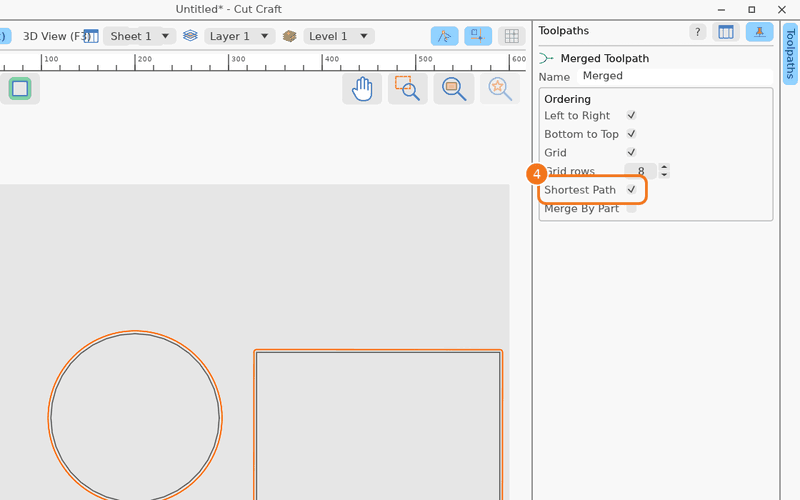 Untitled* - Cut Craft
3D View (F3)
Sheet 1
Layer 1
Level 1
100
200
300
400
500
600
Toolpaths
?
Toolpaths
Merged Toolpath
Name Merged
Ordering
Left to Right
Bottom to Top
Grid
Grid rows 8
4
Shortest Path
Merge By Part